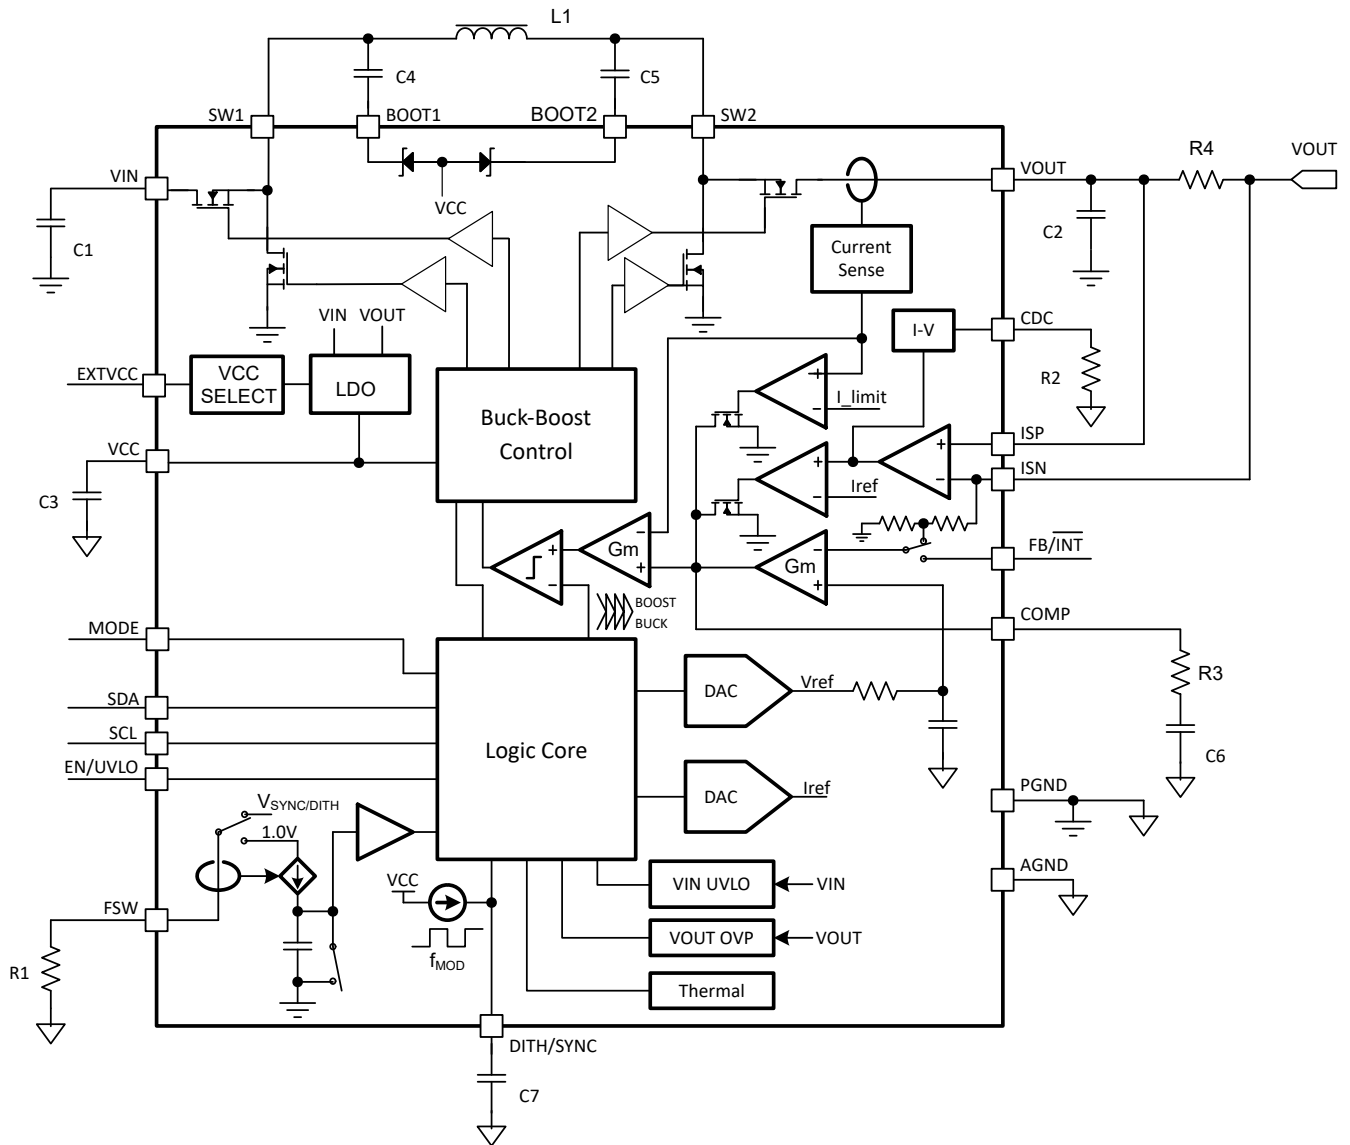 L1
C4
C5
SW1
BOOT1
BOOT2
SW2
VIN
VOUT
R4
VOUT
VCC
C1
C2
Current
Sense
VIN
VOUT
I-V
CDC
EXTVCC
VCC
SELECT
LDO
R2
+
−
I_limit
Buck-Boost
Control
ISP
+
+
VCC
−
−
ISN
Iref
C3
−
+
Gm
+
−
Gm
+
−
FB/INT
BOOST
BUCK
COMP
MODE
R3
SDA
DAC
Vref
SCL
Logic Core
C6
EN/UVLO
PGND
VSYNC/DITH
DAC
Iref
1.0V
AGND
VCC
VIN UVLO
VIN
FSW
VOUT OVP
VOUT
fMOD
R1
Thermal
DITH/SYNC
C7